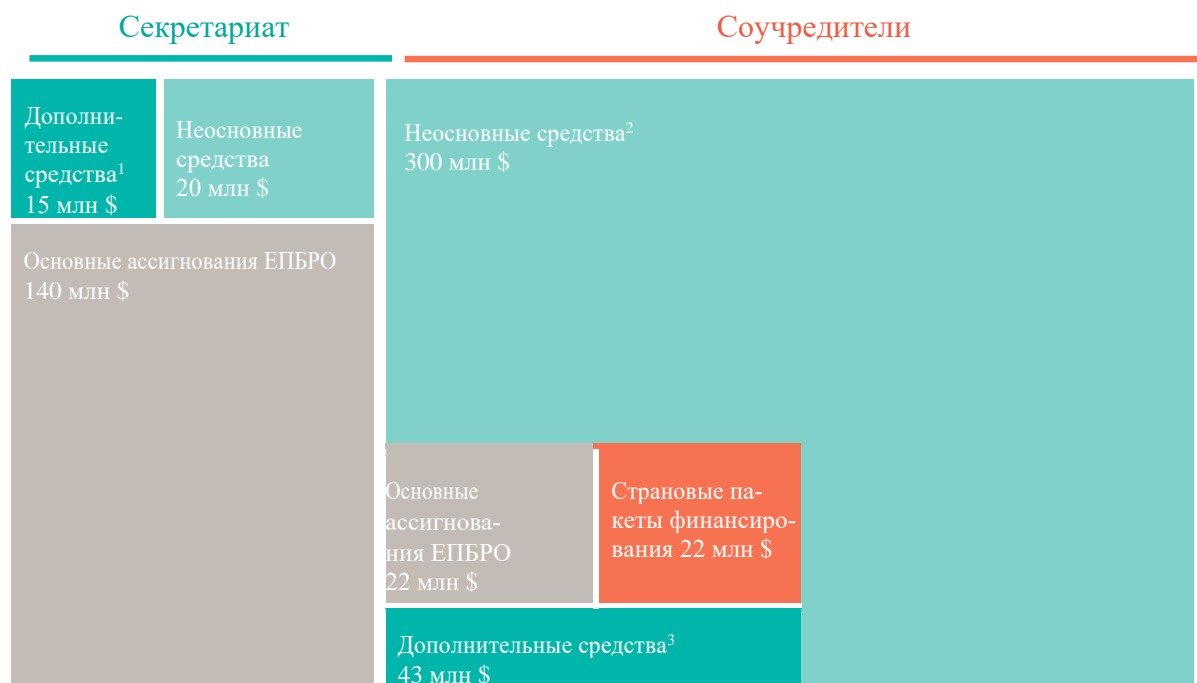 Секретариат
Соучредители
Дополни-
тельные
средства1
15 млн $
Неосновные
средства
20 млн $
Неосновные средства2
300 млн $
Основные ассигнования ЕПБРО
140 млн $
Основные
ассигнова-
ния ЕПБРО
22 млн $
Страновые па-
кеты финансиро-
вания 22 млн $
Дополнительные средства3
43 млн $